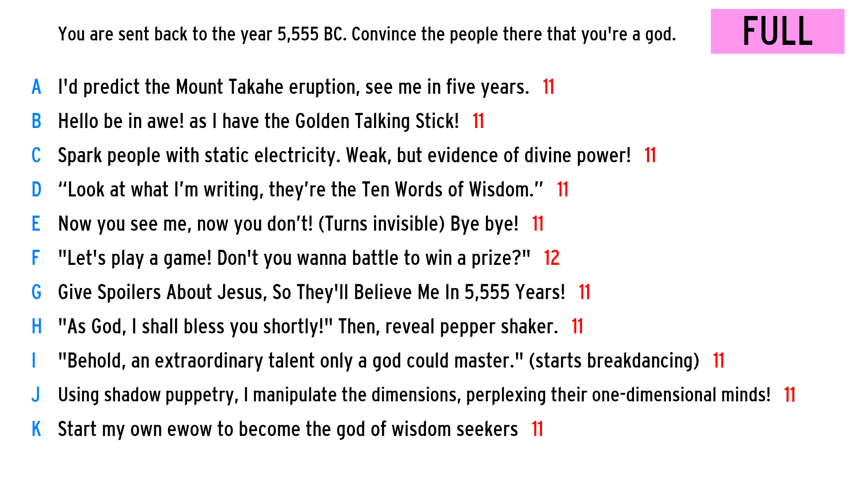 You are sent back to the year 5,555 BC. Convince the people there that you're a god.
FULL
A I'd predict the Mount Takahe eruption, see me in five years. 11
B Hello be in awe! as I have the Golden Talking Stick! 11
C Spark people with static electricity. Weak, but evidence of divine power! 11
D “Look at what I’m writing, they’re the Ten Words of Wisdom.” 11
E Now you see me, now you don’t! (Turns invisible) Bye bye! 11
F "Let's play a game! Don't you wanna battle to win a prize?" 12
G Give Spoilers About Jesus, So They'll Believe Me In 5,555 Years! 11
H "As God, I shall bless you shortly!" Then, reveal pepper shaker. 11
I "Behold, an extraordinary talent only a god could master." (starts breakdancing) 11
J Using shadow puppetry, I manipulate the dimensions, perplexing their one-dimensional minds! 11
K Start my own ewow to become the god of wisdom seekers 11